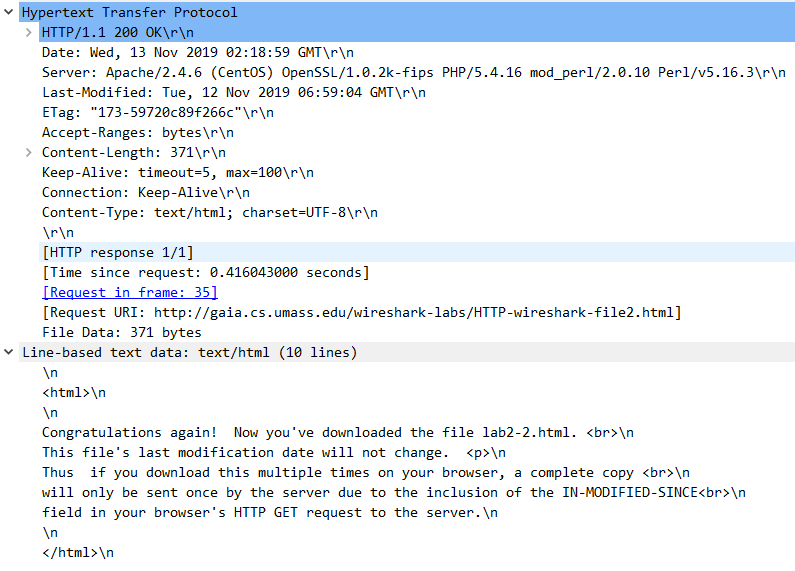 Hypertext Transfer Protocol
HTTP/1.1 200 OK\r\n
Date: Wed, 13 Nov 2019 02:18:59 GMT\r\n
Server: Apache/2.4.6 (CentOS) OpenSSL/1.0.2k-fips PHP/5.4.16 mod_perl/2.0.10 Perl/v5.16.3\r\n
Last-Modified: Tue, 12 Nov 2019 06:59:04 GMT\r\n
ETag: "173-59720c89f266c"\r\n
Accept-Ranges: bytes\r\n
Content-Length: 371\r\n
Keep-Alive: timeout=5, max=100\r\n
Connection: Keep-Alive\r\n
Content-Type: text/html; charset=UTF-8\r\n
\r\n
[HTTP response 1/1]
[Time since request: 0.416043000 seconds]
[Request in frame: 35]
[Request URI: http://gaia.cs.umass.edu/wireshark-labs/HTTP-wireshark-file2.html]
File Data: 371 bytes
Line-based text data: text/html (10 lines)
\n
<html>\n
\n
Congratulations again!  Now you've downloaded the file lab2-2.html. <br>\n
This file's last modification date will not change.  <p>\n
Thus  if you download this multiple times on your browser, a complete copy <br>\n
will only be sent once by the server due to the inclusion of the IN-MODIFIED-SINCE<br>\n
field in your browser's HTTP GET request to the server.\n
\n
</html>\n